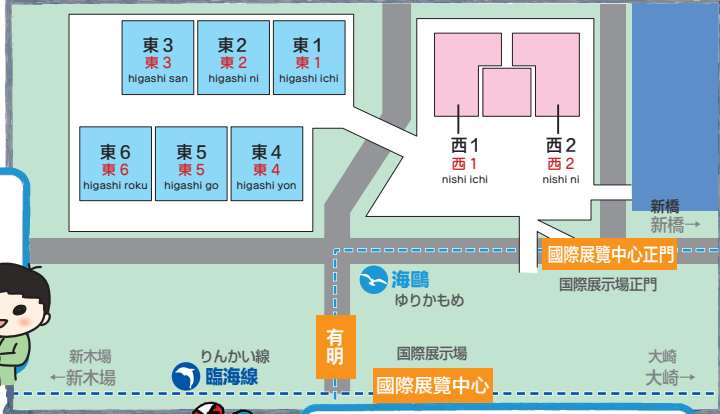 東3
東3
higashi san
東2
東2
higashi ni
東1
東1
higashi ichi
東6
東6
higashi roku
東5
東5
higashi go
東4
東4
higashi yon
西1
西1
nishi ichi
西2
西2
nishi ni
新橋
新橋→
國際展覽中心正門
国際展示場正門
海鷗
ゆりかもめ
有明
新木場
←新木場
りんかい線
臨海線
国際展示場
國際展覽中心
大崎
大崎→